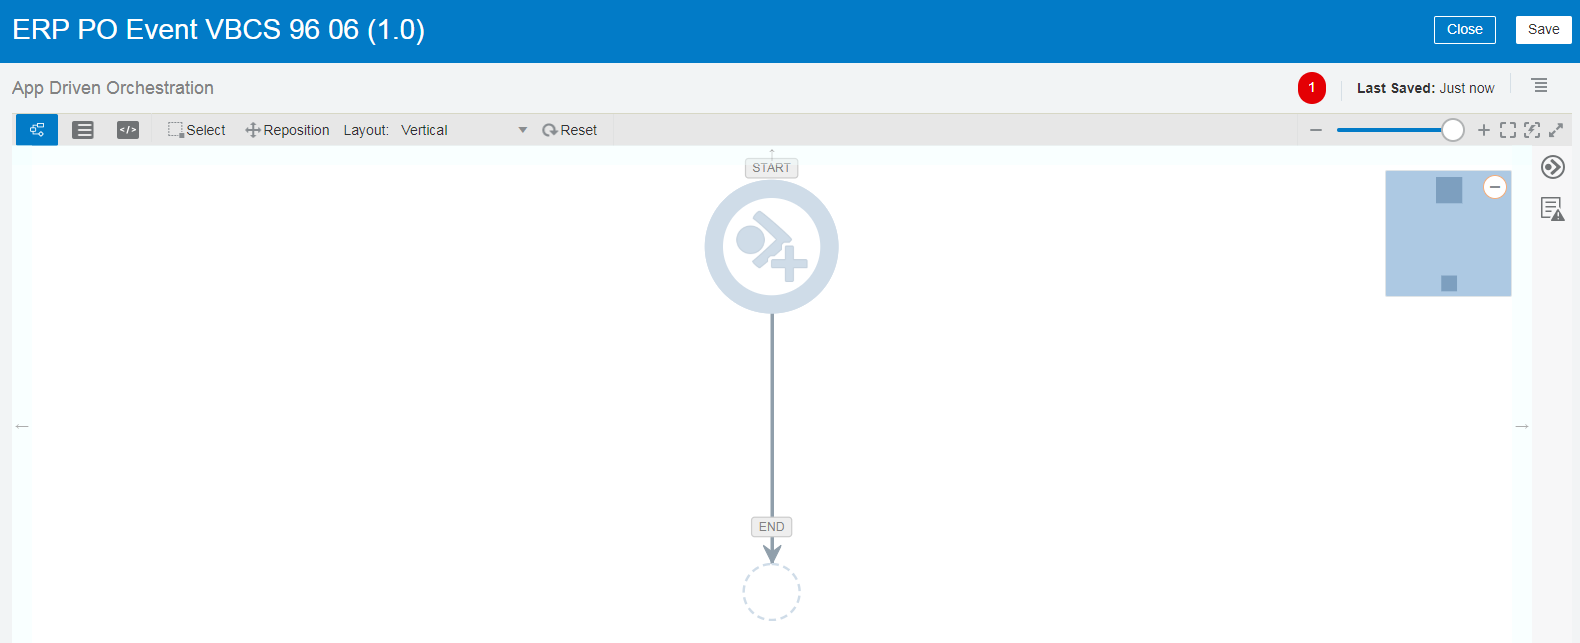 ERP PO Event VBCS 96 06 (1.0)
Close
Save
App Driven Orchestration
1
Last Saved: Just now
</> Select Reposition Layout: Vertical Reset
START
END